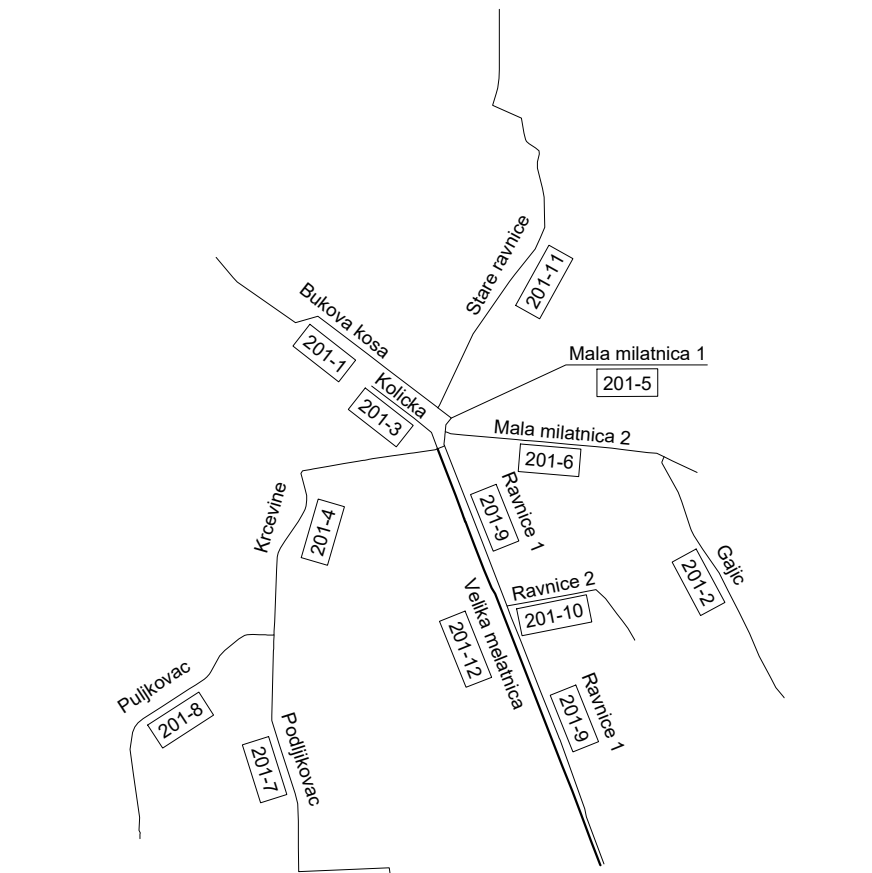 Stare ravnice
201-11
Bukova kosa
201-1
Kolicka
201-3
Mala milatnica 1
201-5
Mala milatnica 2
201-6
Krcevine
201-4
Ravnice 1
201-9
Gajic
201-2
Ravnice 2
201-10
Velika melatnica
201-12
Puljkovac
201-8
Podljikovac
201-7
Ravnice 1
201-9